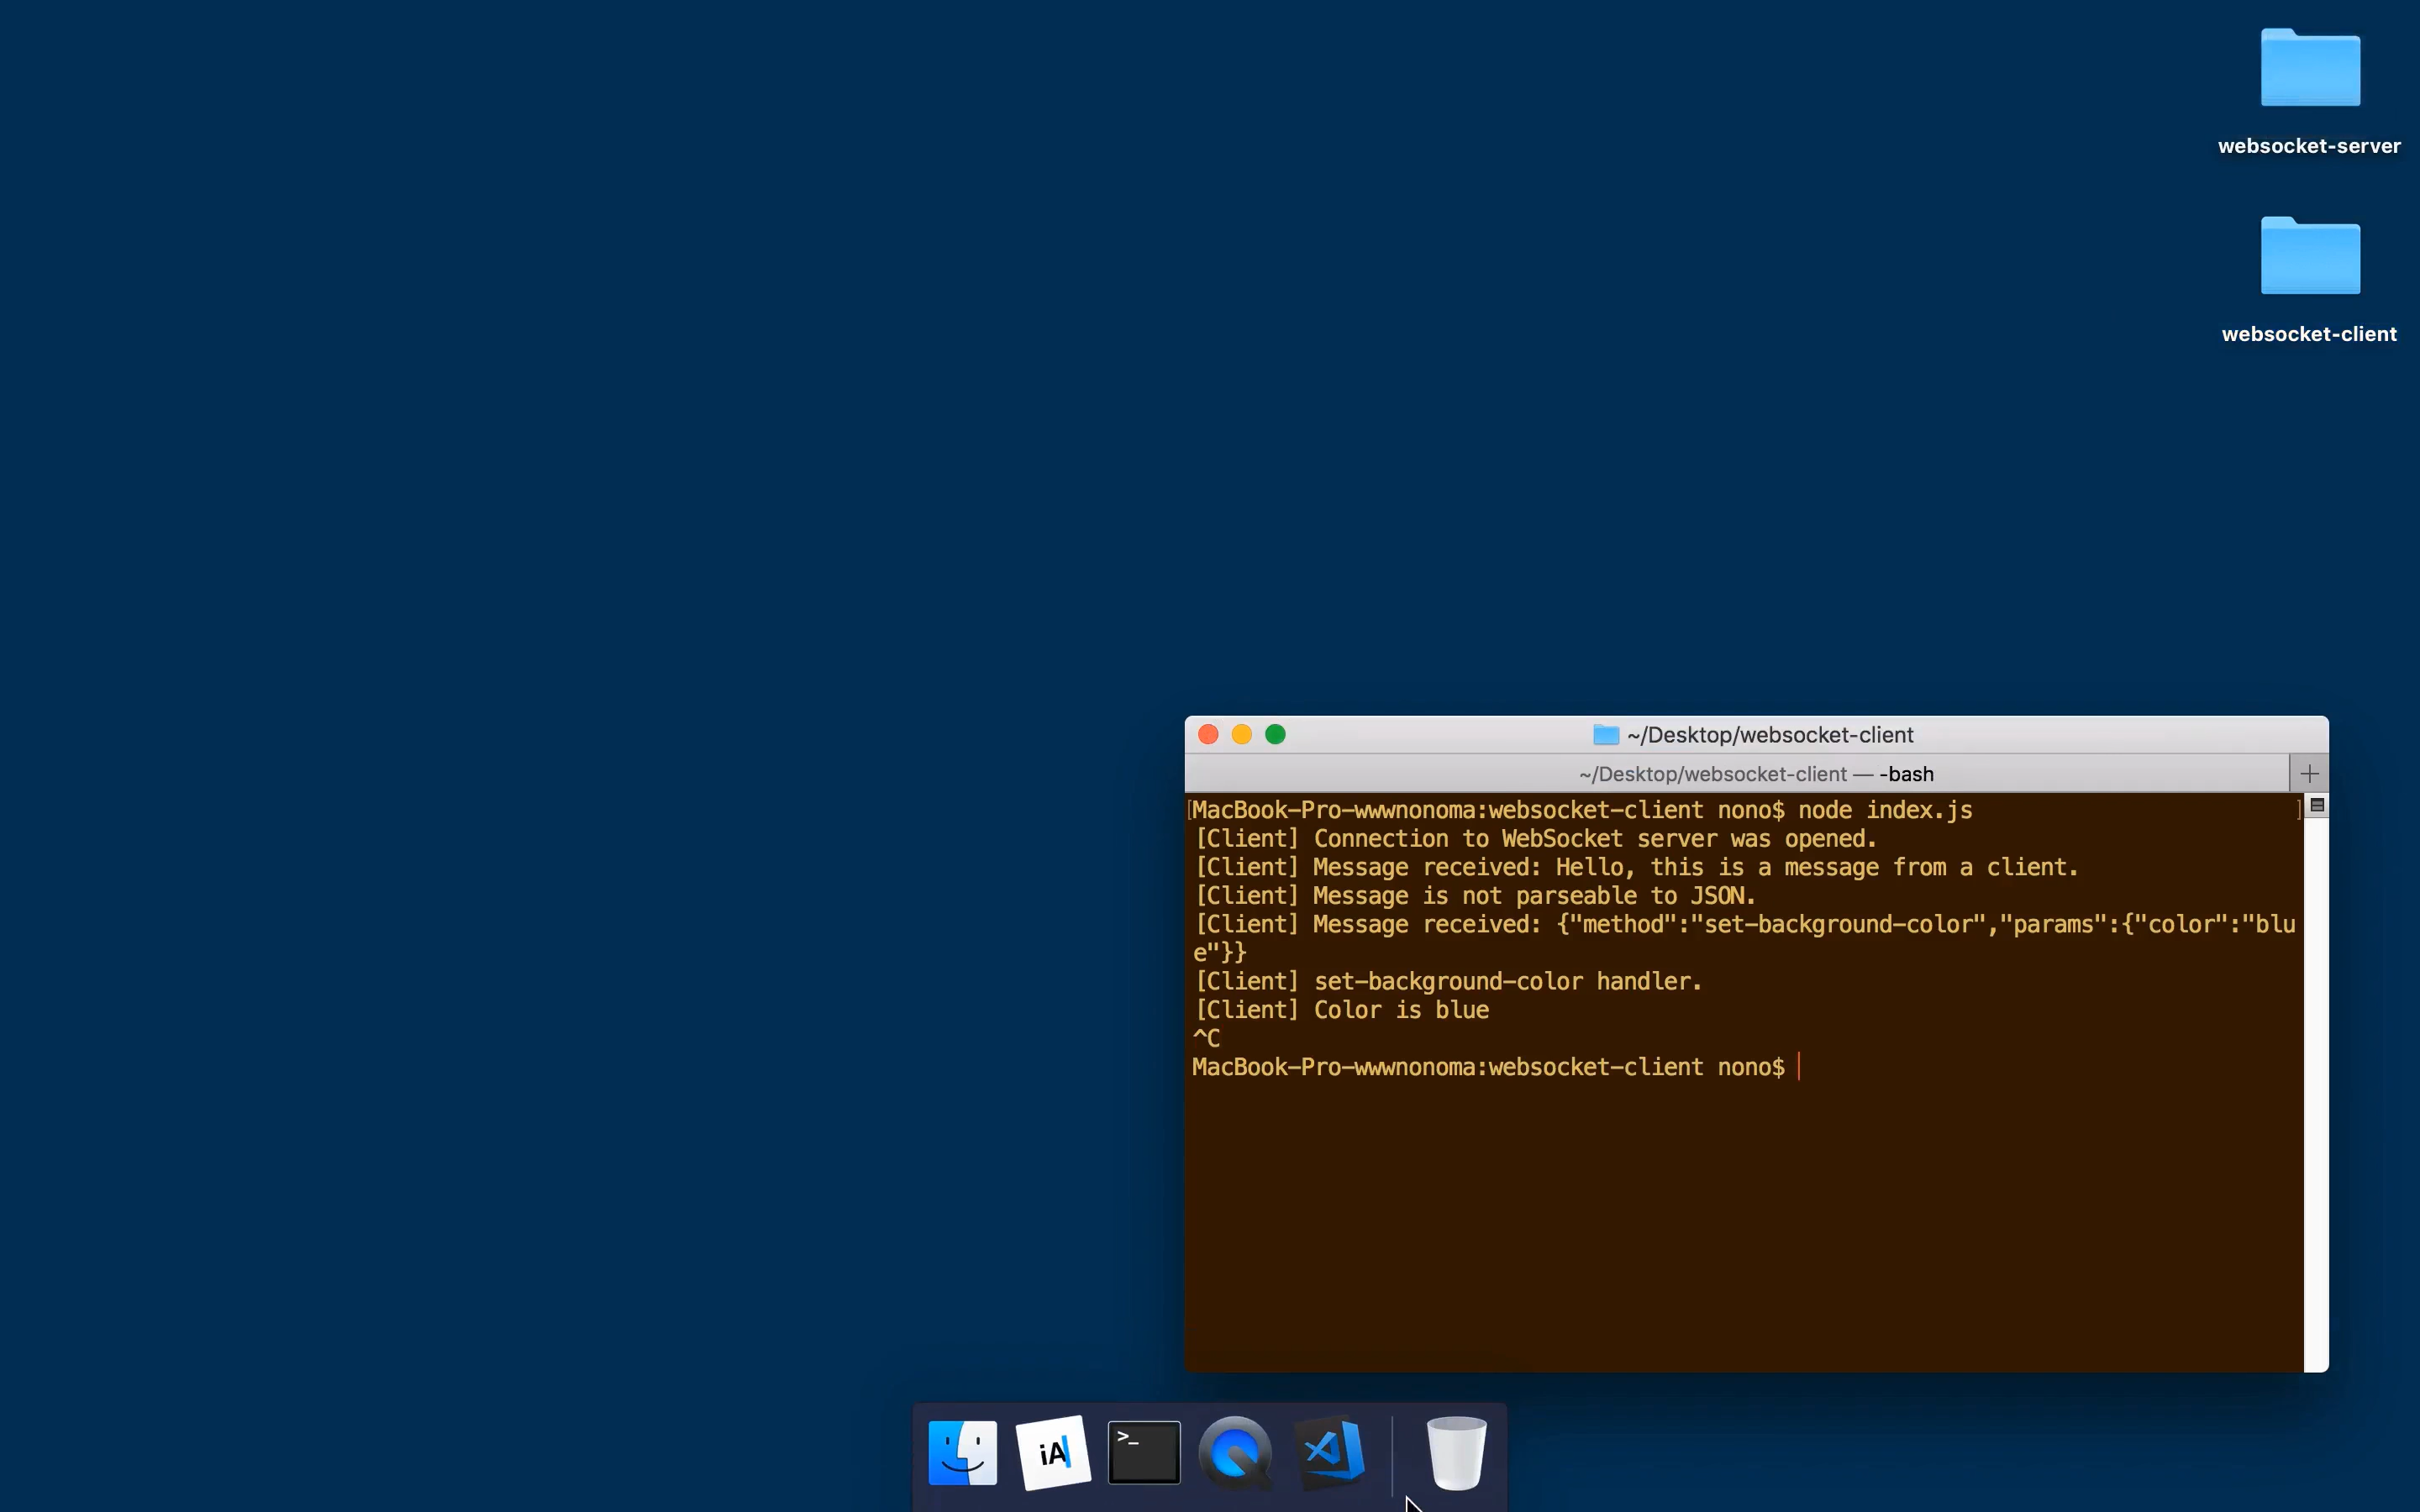 websocket-server
websocket-client
~/Desktop/websocket-client
~/Desktop/websocket-client — -bash
[MacBook-Pro-wwwnonoma:websocket-client nono$ node index.js ]
[Client] Connection to WebSocket server was opened.
[Client] Message received: Hello, this is a message from a client.
[Client] Message is not parseable to JSON.
[Client] Message received: {"method":"set-background-color","params":{"color":"blu
e"}}
[Client] set-background-color handler.
[Client] Color is blue
^C
MacBook-Pro-wwwnonoma:websocket-client nono$
iA
>_